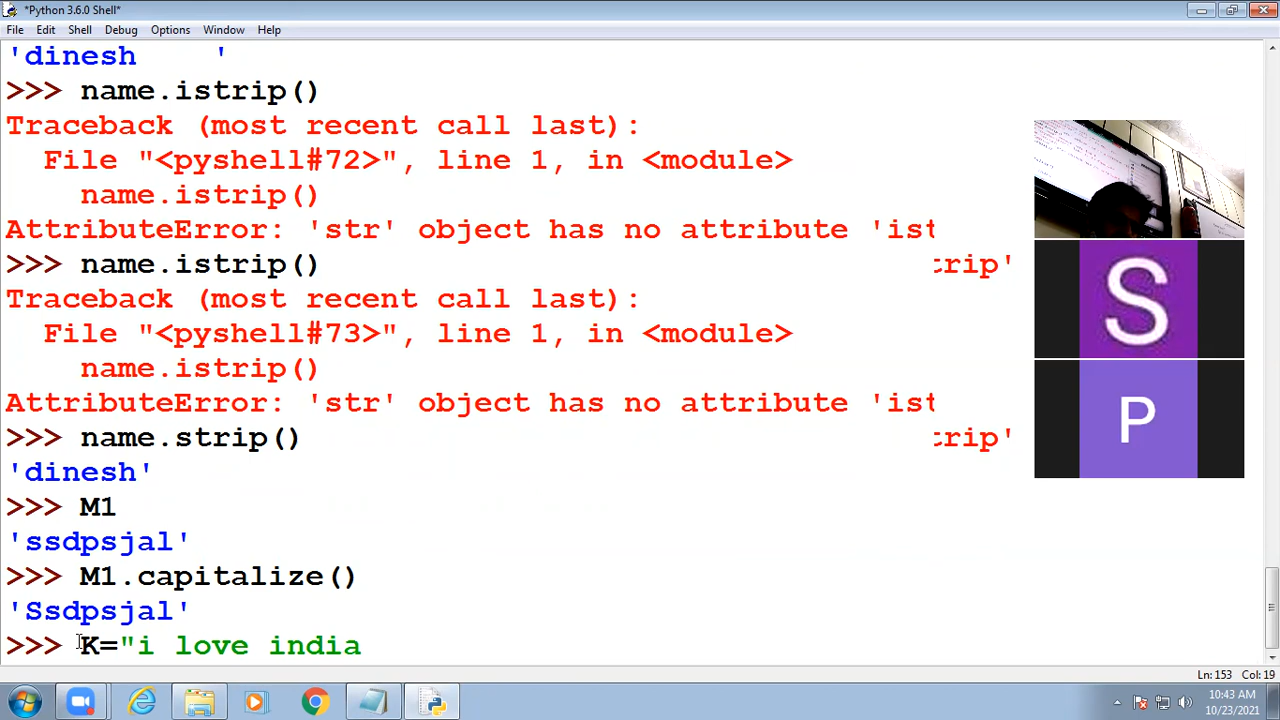 *Python 3.6.0 Shell*
File Edit Shell Debug Options Window Help
'dinesh    '
>>> name.istrip()
Traceback (most recent call last):
  File "<pyshell#72>", line 1, in <module>
    name.istrip()
AttributeError: 'str' object has no attribute 'ist
>>> name.istrip()
trip'
Traceback (most recent call last):
  File "<pyshell#73>", line 1, in <module>
    name.istrip()
AttributeError: 'str' object has no attribute 'ist
>>> name.strip()
trip'
'dinesh'
>>> M1
'ssdpsjal'
>>> M1.capitalize()
'Ssdpsjal'
>>> K="i love india
S
P
Ln: 153 Col: 19
10:43 AM
10/23/2021